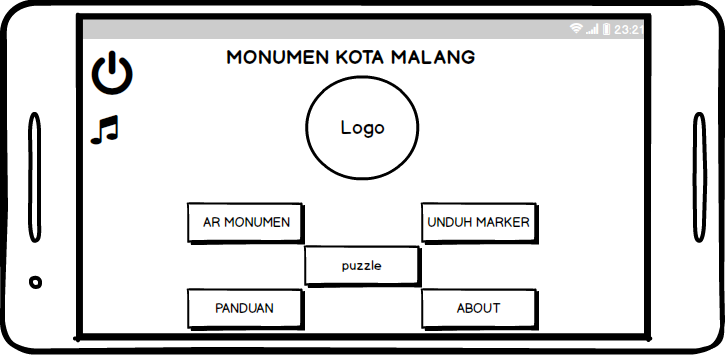 23:21
MONUMEN KOTA MALANG
Logo
AR MONUMEN
UNDUH MARKER
puzzle
PANDUAN
ABOUT